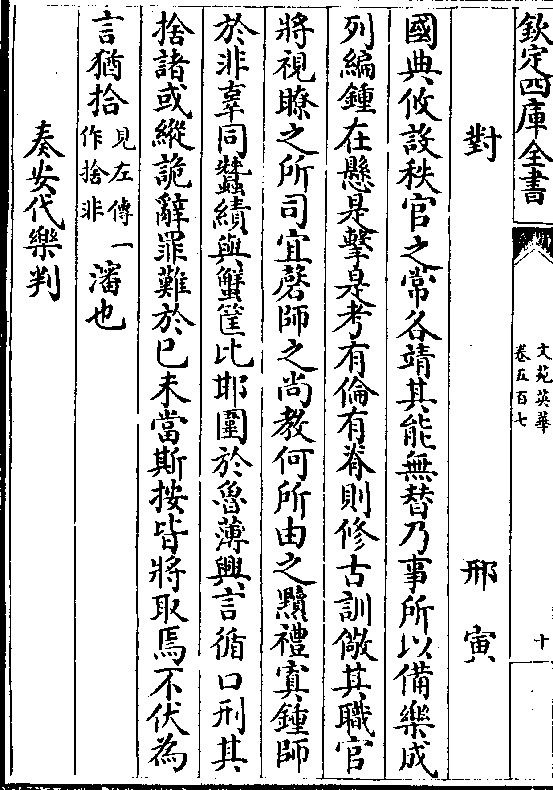 欽定四庫全書
文苑英華
卷五百七
十
對
邢寅
國典攸設秩官之常各靖其能無替乃事所以備樂成
列編鍾在懸是擊是考有倫有脊則修古訓儆其職官
將視瞭之所司宜磬師之尚教何所由之黷禮寘鍾師
於非辜同蠶績與蟹筐比邯圍於魯薄興言循口刑其
捨諸或縱詭辭罪難於已未當斯按皆將取焉不伏為
言猶拾
見左傳一
作捨非
瀋也
奏安代樂判